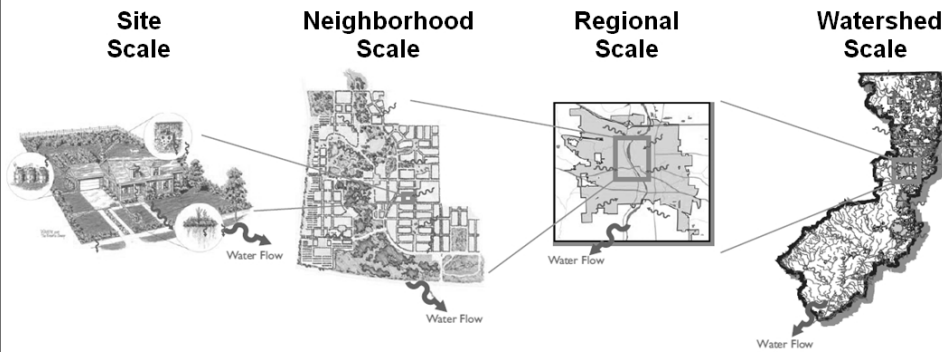 Site
Scale
Neighborhood
Scale
Regional
Scale
Watershed
Scale
Water Flow
Water Flow
Water Flow
Water Flow